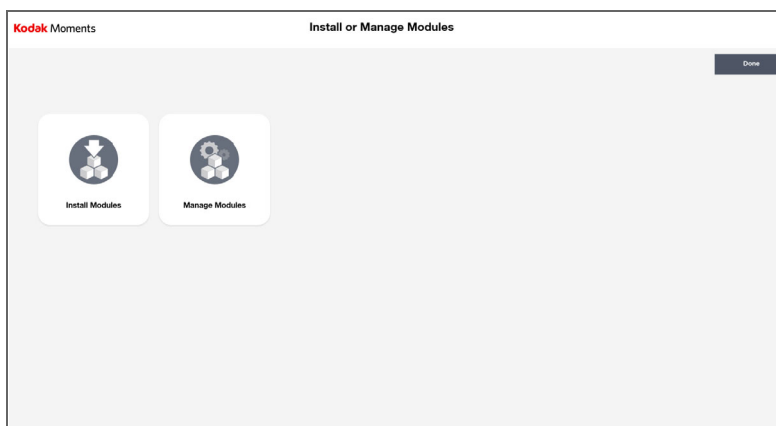 Kodak Moments
Install or Manage Modules
Done
Install Modules
Manage Modules